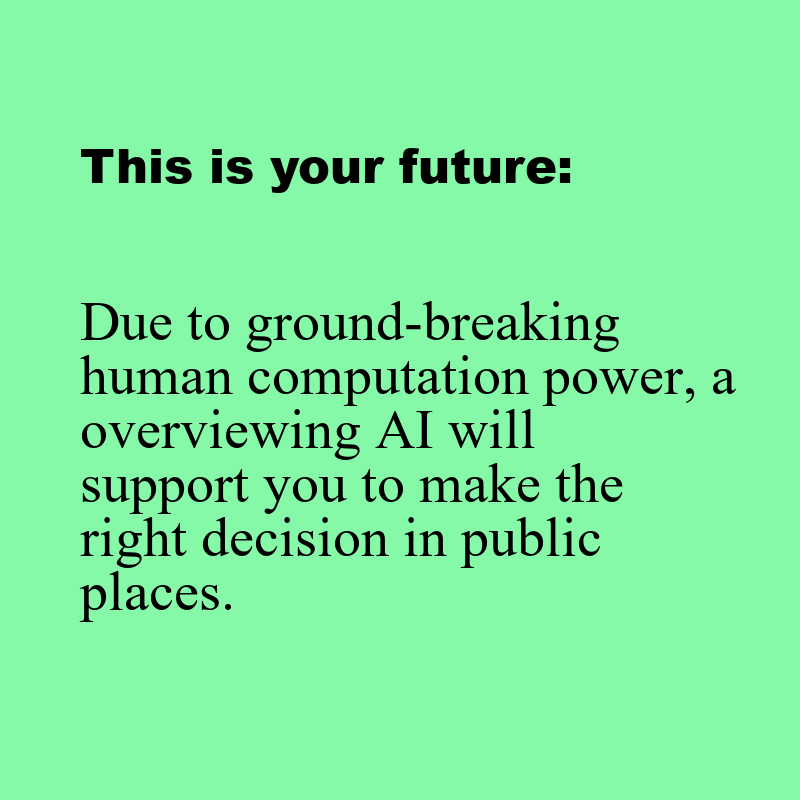 This is your future:
Due to ground-breaking
human computation power, a
overviewing AI will
support you to make the
right decision in public
places.